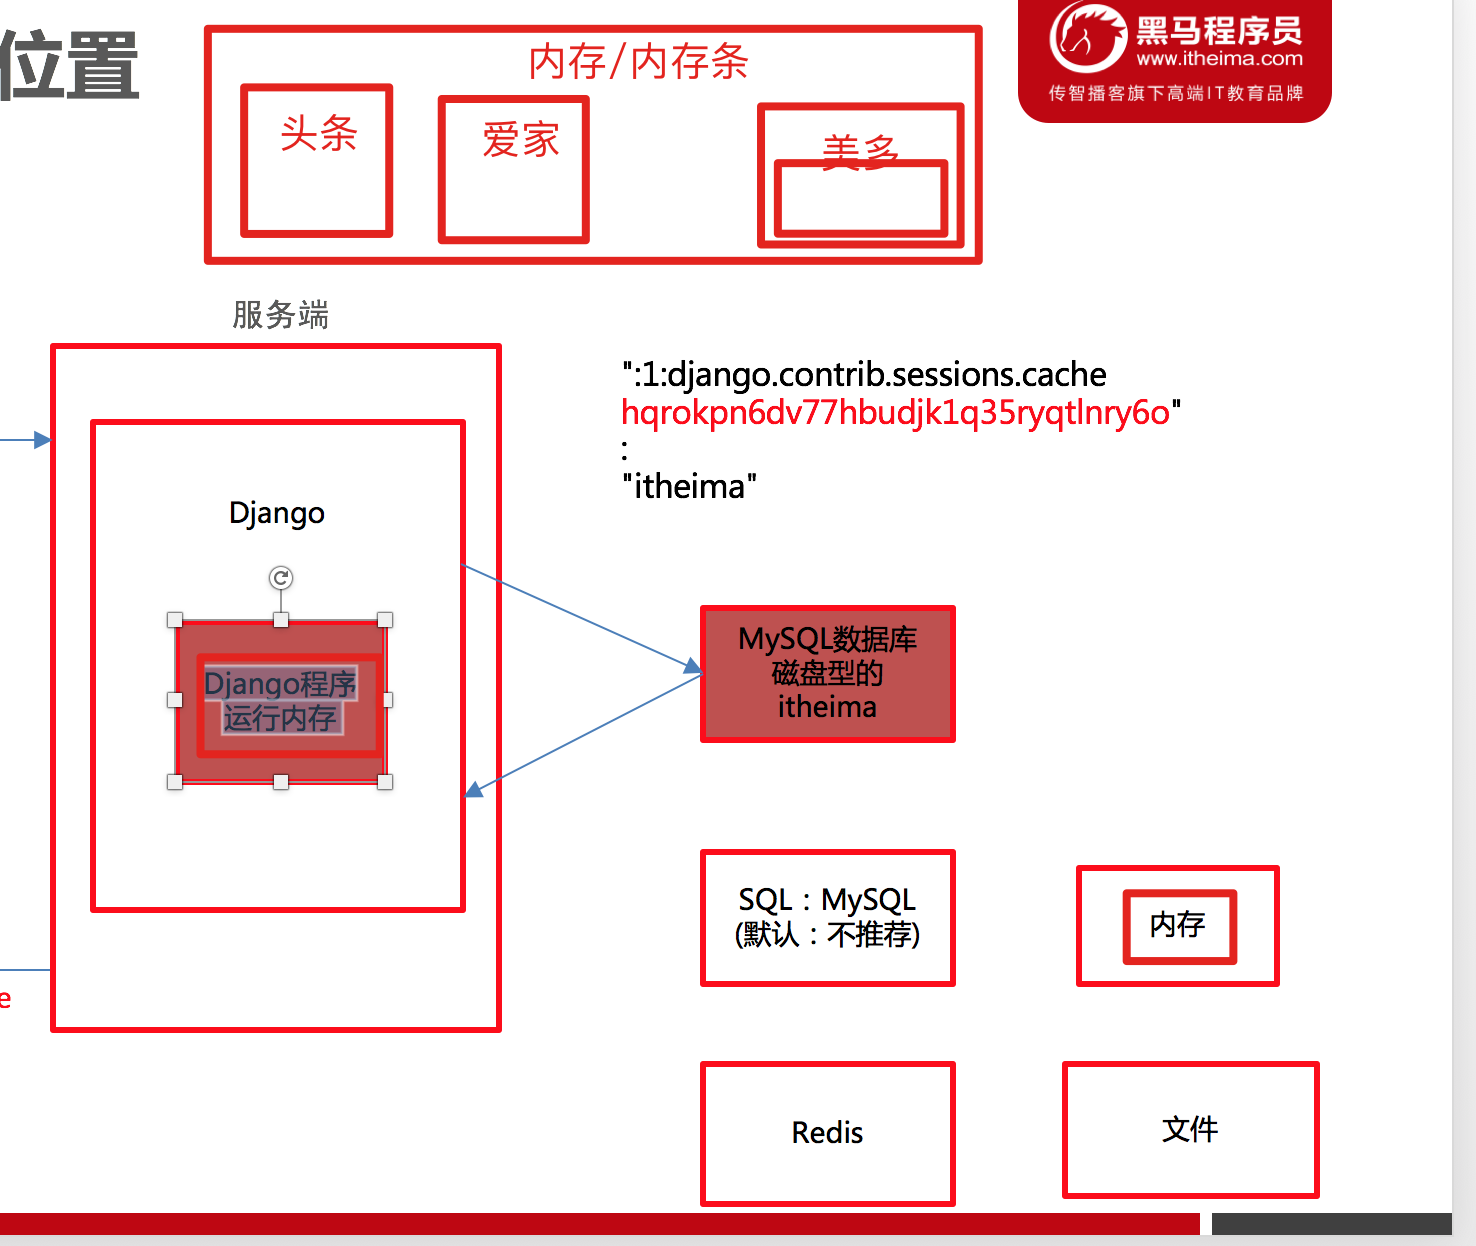 位置
内存/内存条
黑马程序员
www.itheima.com
传智播客旗下高端IT教育品牌
头条
爱家
美多
服务端
":1:django.contrib.sessions.cache
hqrokpn6dv77hbudjk1q35ryqtlnry6o"
:
"itheima"
Django
Django程序
运行内存
MySQL数据库
磁盘型的
itheima
SQL：MySQL
(默认：不推荐)
内存
e
Redis
文件